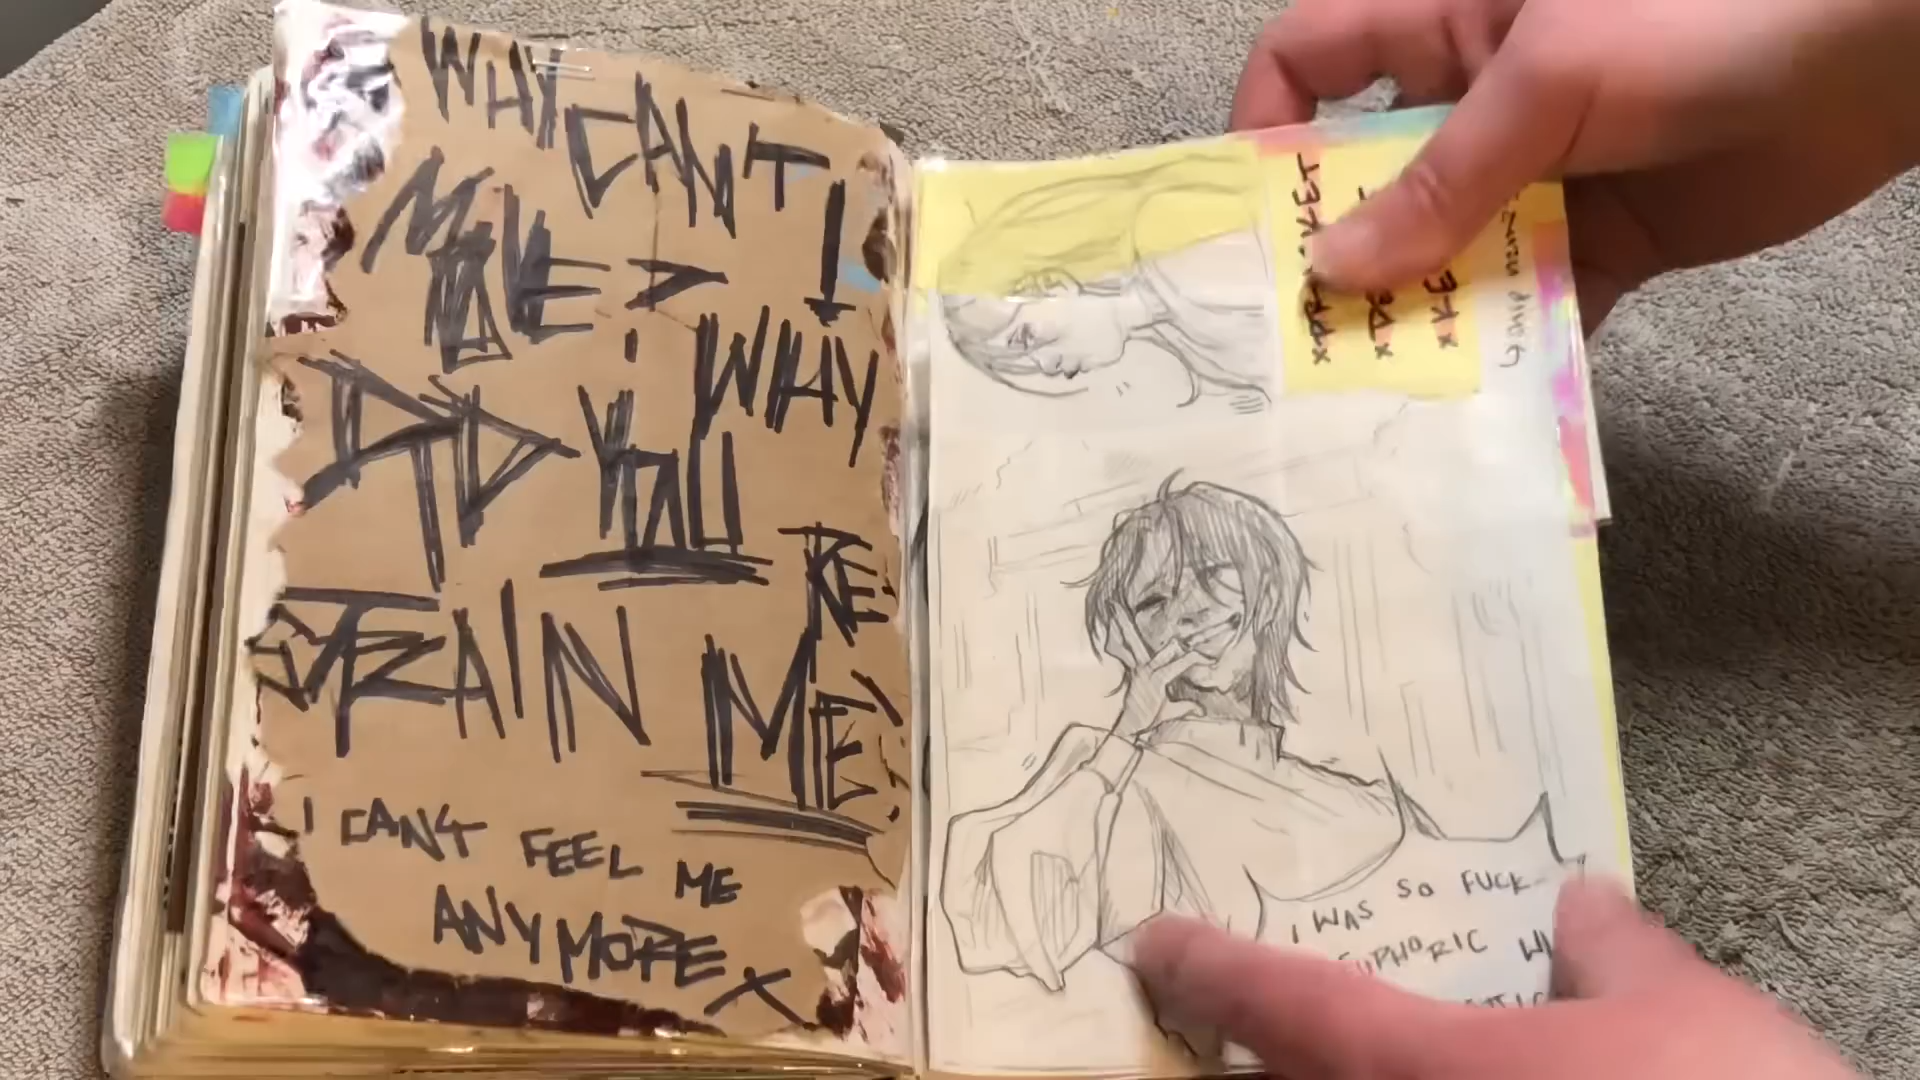 WHY
CAN'T !
MOVE?
WHY
DID YOU
RE-
STRAIN ME!
I CAN'T FEEL ME
ANYMORE x
I WAS SO FUCK-
EUPHORIC